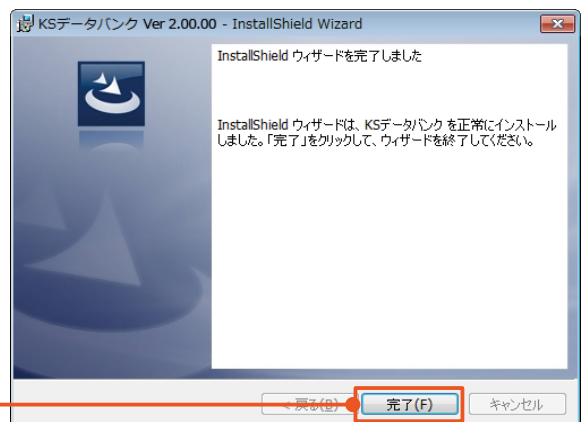 KSデータバンク Ver 2.00.00 - InstallShield Wizard
InstallShield ウィザードを完了しました
InstallShield ウィザードは、KSデータバンク を正常にインストール
しました。「完了」をクリックして、ウィザードを終了してください。
< 戻る(B)
完了(F)
キャンセル